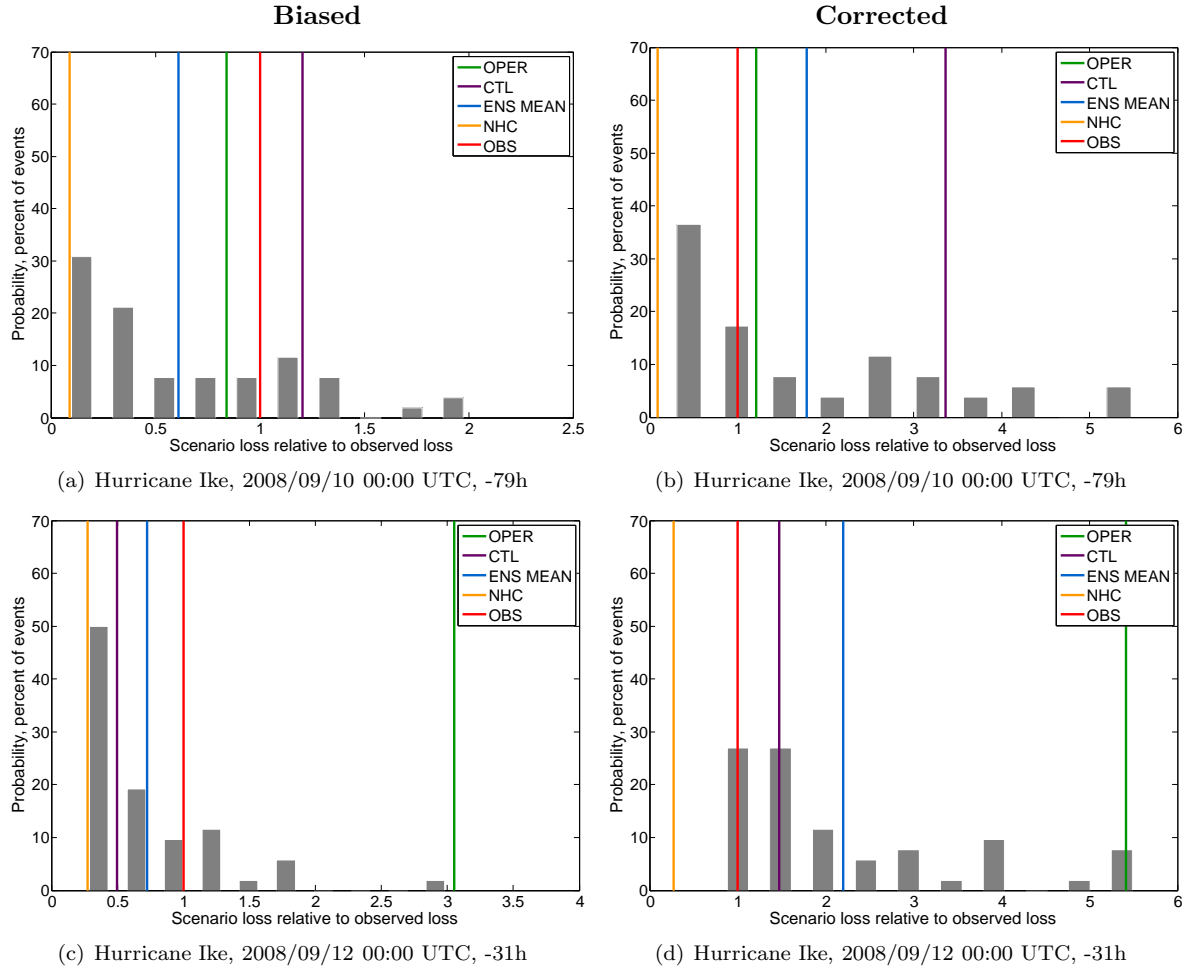 Biased
Corrected
70
60
50
40
30
20
10
0
0.5
1
1.5
2
2.5
Probability, percent of events
Scenario loss relative to observed loss
OPER
CTL
ENS MEAN
NHC
OBS
(a) Hurricane Ike, 2008/09/10 00:00 UTC, -79h
70
60
50
40
30
20
10
0
0
1
2
3
4
5
6
Probability, percent of events
Scenario loss relative to observed loss
OPER
CTL
ENS MEAN
NHC
OBS
(b) Hurricane Ike, 2008/09/10 00:00 UTC, -79h
70
60
50
40
30
20
10
0
0
0.5
1
1.5
2
2.5
3
3.5
4
Probability, percent of events
Scenario loss relative to observed loss
OPER
CTL
ENS MEAN
NHC
OBS
(c) Hurricane Ike, 2008/09/12 00:00 UTC, -31h
70
60
50
40
30
20
10
0
0
1
2
3
4
5
6
Probability, percent of events
Scenario loss relative to observed loss
OPER
CTL
ENS MEAN
NHC
OBS
(d) Hurricane Ike, 2008/09/12 00:00 UTC, -31h